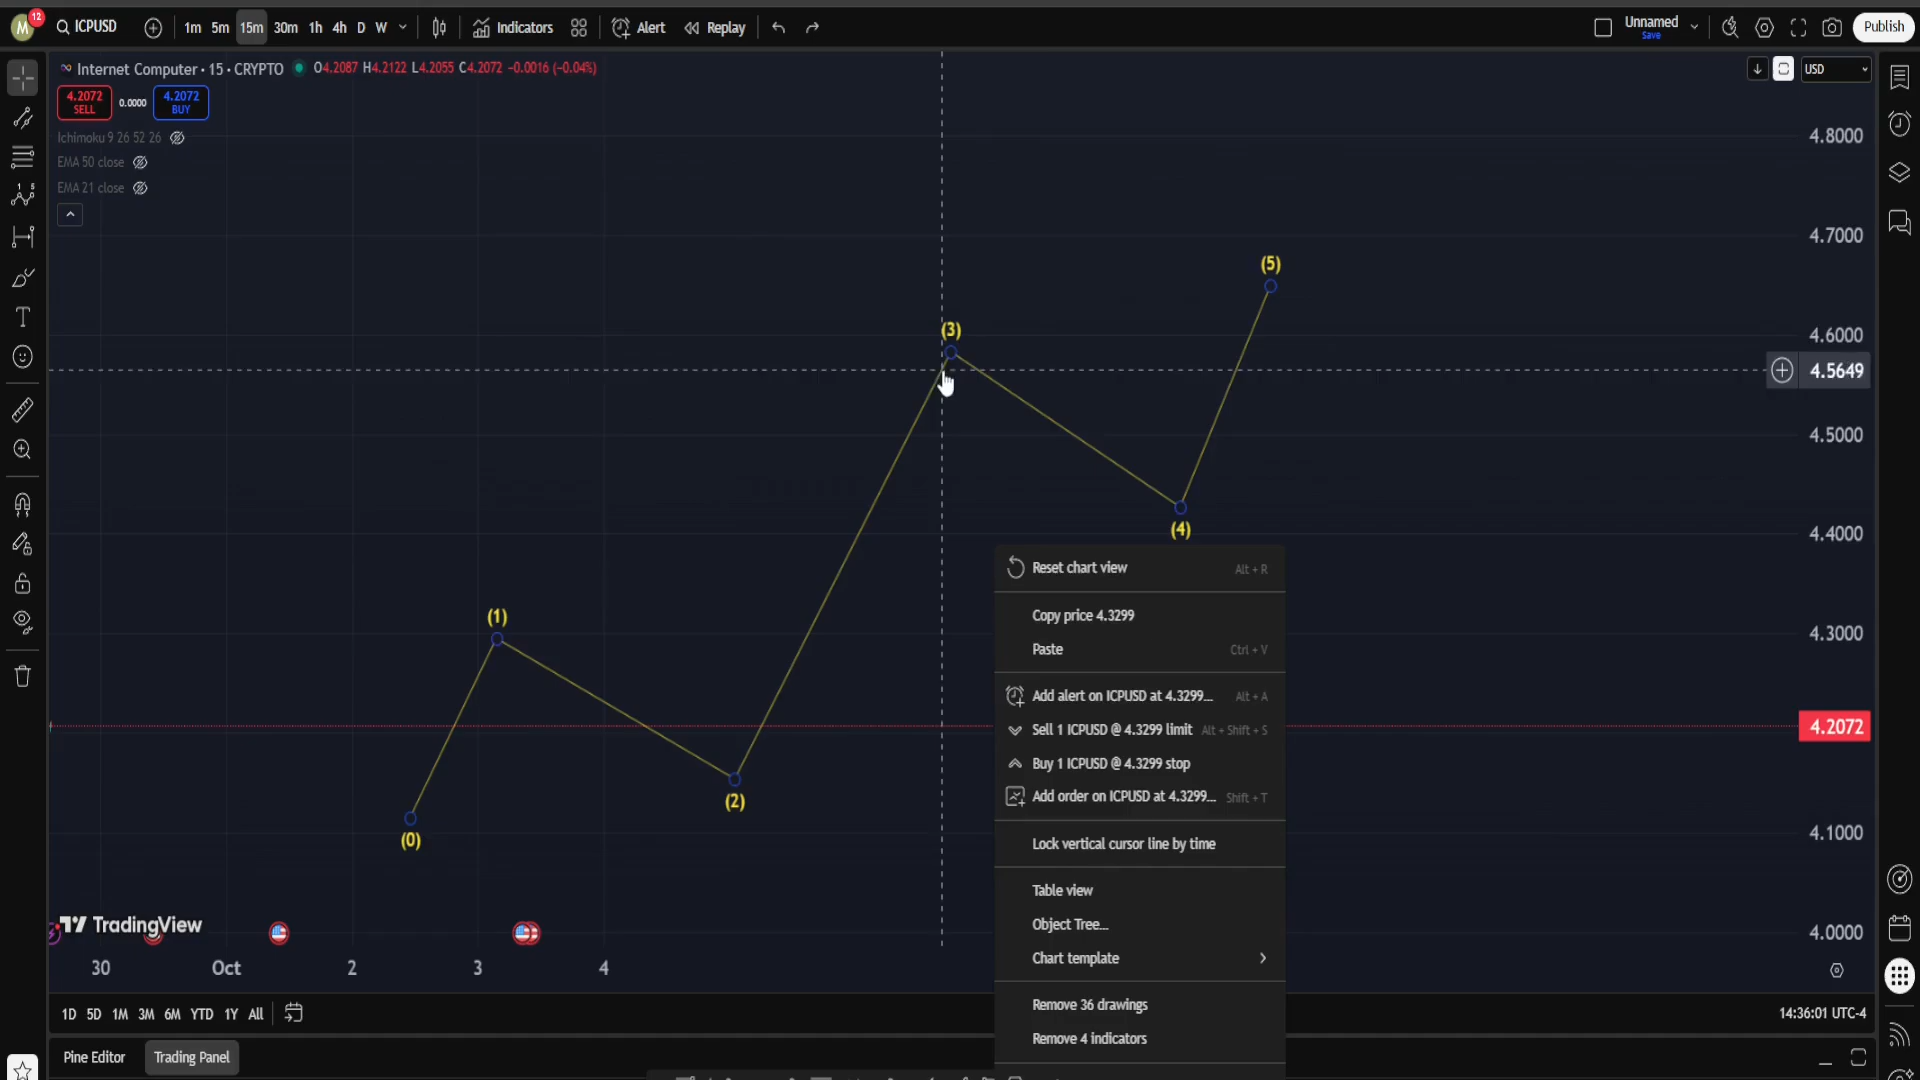 M 12 ICPUSD 1m 5m 15m 30m 1h 4h D W Indicators Alert Replay Unnamed Save Publish
Internet Computer · 15 · CRYPTO O4.2087 H4.2122 L4.2055 C4.2072 -0.0016 (-0.04%) USD
4.2072 SELL 0.0000 4.2072 BUY
Ichimoku 9 26 52 26
EMA 50 close
EMA 21 close
4.8000
4.7000
4.6000
4.5649
4.5000
4.4000
4.3000
4.2072
4.1000
4.0000
(5)
(3)
(4)
(1)
(2)
(0)
Reset chart view Alt + R
Copy price 4.3299
Paste Ctrl + V
Add alert on ICPUSD at 4.3299... Alt + A
Sell 1 ICPUSD @ 4.3299 limit Alt + Shift + S
Buy 1 ICPUSD @ 4.3299 stop
Add order on ICPUSD at 4.3299... Shift + T
Lock vertical cursor line by time
Table view
Object Tree...
Chart template
Remove 36 drawings
Remove 4 indicators
TradingView
30 Oct 2 3 4
1D 5D 1M 3M 6M YTD 1Y All 14:36:01 UTC-4
Pine Editor Trading Panel